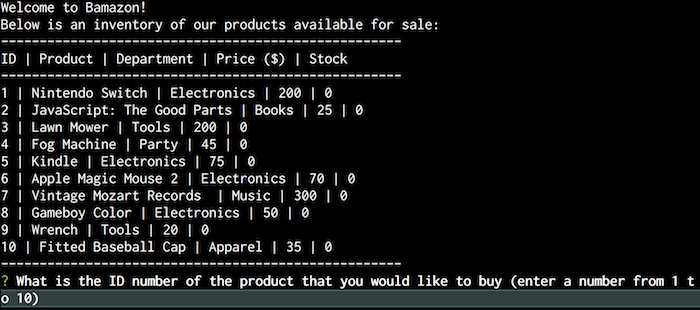 Welcome to Bamazon!
Below is an inventory of our products available for sale:
----------------------------------------------------
ID | Product | Department | Price ($) | Stock
----------------------------------------------------
1 | Nintendo Switch | Electronics | 200 | 0
2 | JavaScript: The Good Parts | Books | 25 | 0
3 | Lawn Mower | Tools | 200 | 0
4 | Fog Machine | Party | 45 | 0
5 | Kindle | Electronics | 75 | 0
6 | Apple Magic Mouse 2 | Electronics | 70 | 0
7 | Vintage Mozart Records  | Music | 300 | 0
8 | Gameboy Color | Electronics | 50 | 0
9 | Wrench | Tools | 20 | 0
10 | Fitted Baseball Cap | Apparel | 35 | 0
----------------------------------------------------
? What is the ID number of the product that you would like to buy (enter a number from 1 t
o 10)